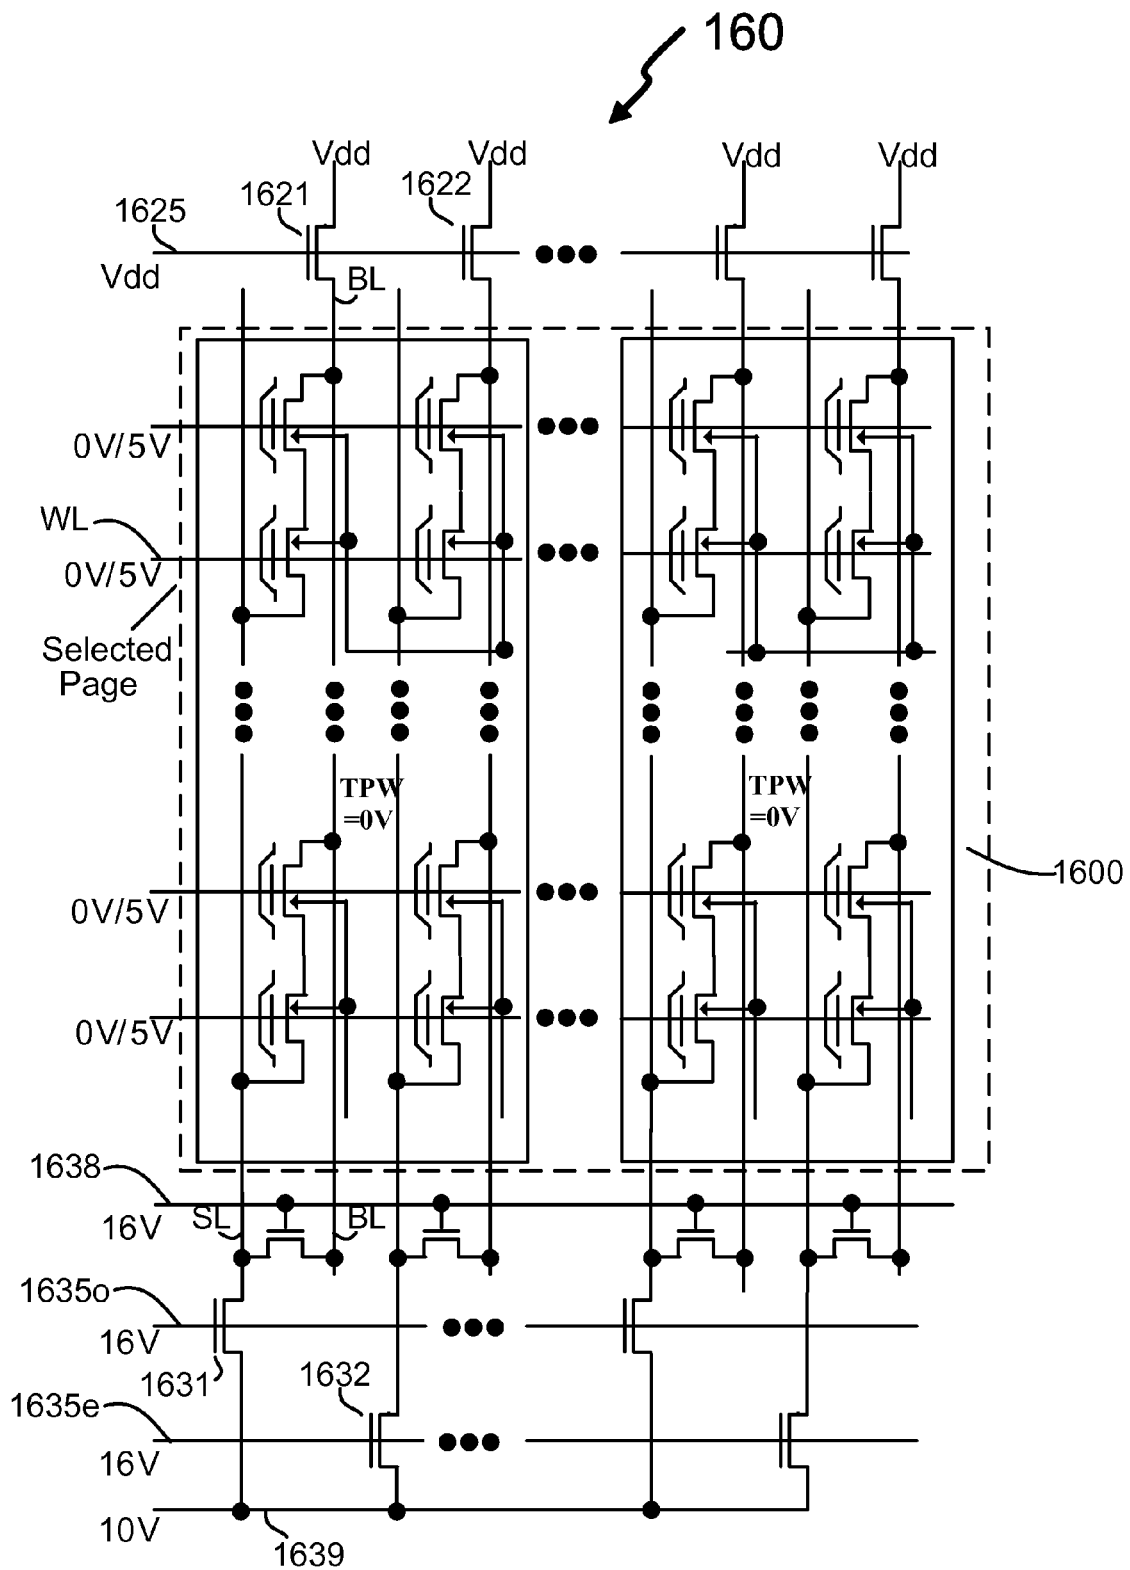 160
Vdd Vdd Vdd Vdd
1621 1622
1625
Vdd BL
0V/5V
WL
0V/5V
Selected
Page
TPW TPW
=0V =0V
1600
0V/5V
0V/5V
1638
16V SL BL
1635o
16V
1631 1632
1635e
16V
10V
1639